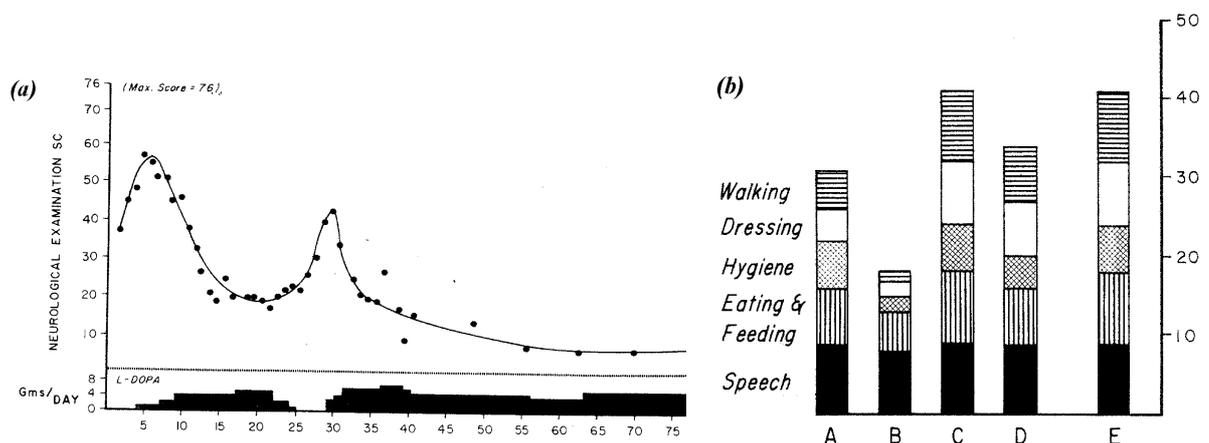 (a)
(Max. Score = 76)
NEUROLOGICAL EXAMINATION SC
76
70
60
50
40
30
20
10
L-DOPA
Gms/DAY
8
4
0
5 10 15 20 25 30 35 40 45 50 55 60 65 70 75
(b)
50
40
30
20
10
Walking
Dressing
Hygiene
Eating &
Feeding
Speech
A B C D E